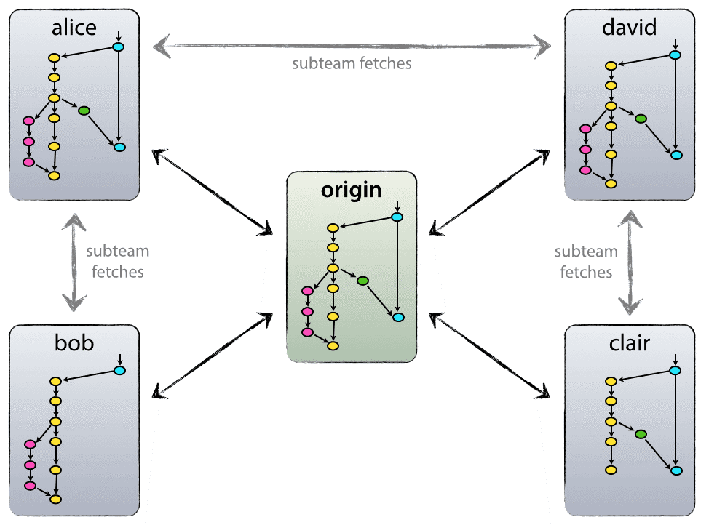 alice
david
subteam fetches
origin
subteam
fetches
subteam
fetches
bob
clair